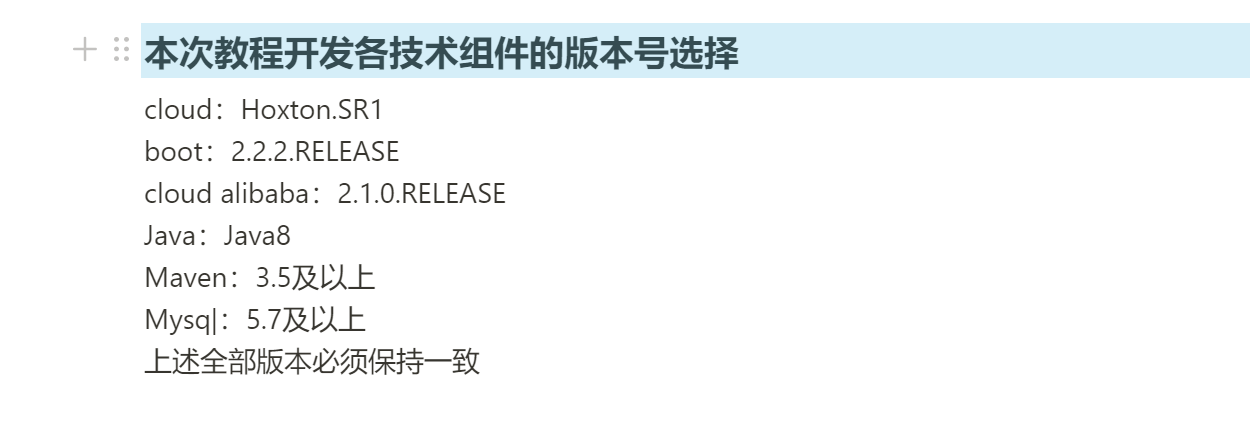 本次教程开发各技术组件的版本号选择
cloud：Hoxton.SR1
boot：2.2.2.RELEASE
cloud alibaba：2.1.0.RELEASE
Java：Java8
Maven：3.5及以上
Mysq|：5.7及以上
上述全部版本必须保持一致